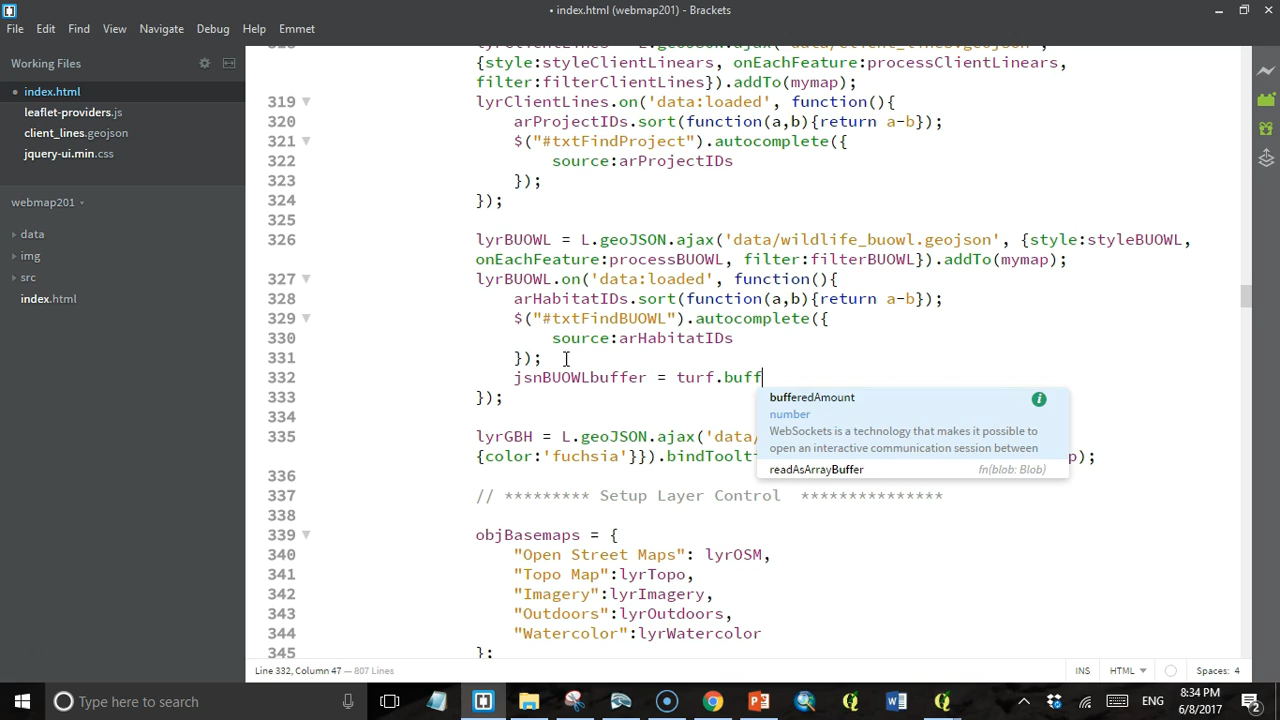 • index.html (webmap201) - Brackets
File Edit Find View Navigate Debug Help Emmet
Working Files
• index.html
leaflet-providers.js
client_lines.geojson
jquery-ui.min.css
webmap201
data
img
src
index.html
{style:styleClientLinears, onEachFeature:processClientLinears,
filter:filterClientLines}).addTo(mymap);
319 lyrClientLines.on('data:loaded', function(){
320 arProjectIDs.sort(function(a,b){return a-b});
321 $("#txtFindProject").autocomplete({
322 source:arProjectIDs
323 });
324 });
325
326 lyrBUOWL = L.geoJSON.ajax('data/wildlife_buowl.geojson', {style:styleBUOWL,
onEachFeature:processBUOWL, filter:filterBUOWL}).addTo(mymap);
327 lyrBUOWL.on('data:loaded', function(){
328 arHabitatIDs.sort(function(a,b){return a-b});
329 $("#txtFindBUOWL").autocomplete({
330 source:arHabitatIDs
331 });
332 jsnBUOWLbuffer = turf.buff
333 });
334
335 lyrGBH = L.geoJSON.ajax('data/
{color:'fuchsia'}}).bindToolt p);
bufferedAmount
number
WebSockets is a technology that makes it possible to
open an interactive communication session between
readAsArrayBuffer fn(blob: Blob)
336
337 // ********* Setup Layer Control ***************
338
339 objBasemaps = {
340 "Open Street Maps": lyrOSM,
341 "Topo Map":lyrTopo,
342 "Imagery":lyrImagery,
343 "Outdoors":lyrOutdoors,
344 "Watercolor":lyrWatercolor
345 };
Line 332, Column 47 — 807 Lines INS HTML Spaces: 4
Type here to search ENG 8:34 PM
6/8/2017